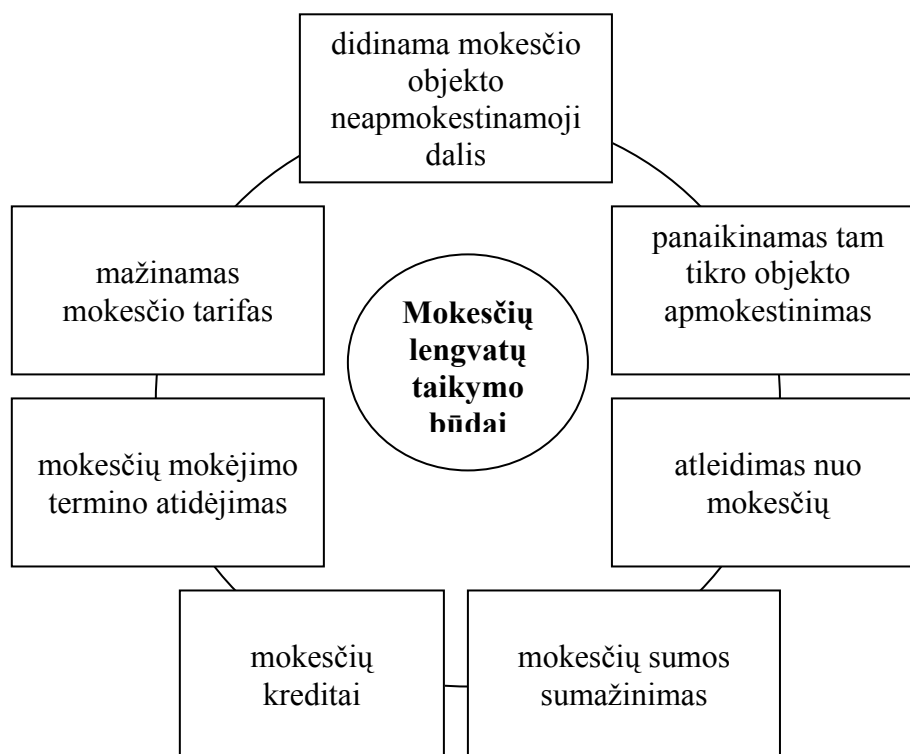 didinama mokesčio
objekto
neapmokestinamoji
dalis
panaikinamas tam
tikro objekto
apmokestinimas
mažinamas
mokesčio tarifas
Mokesčių
lengvatų
taikymo
būdai
mokesčių mokėjimo
termino atidėjimas
atleidimas nuo
mokesčių
mokesčių
kreditai
mokesčių sumos
sumažinimas